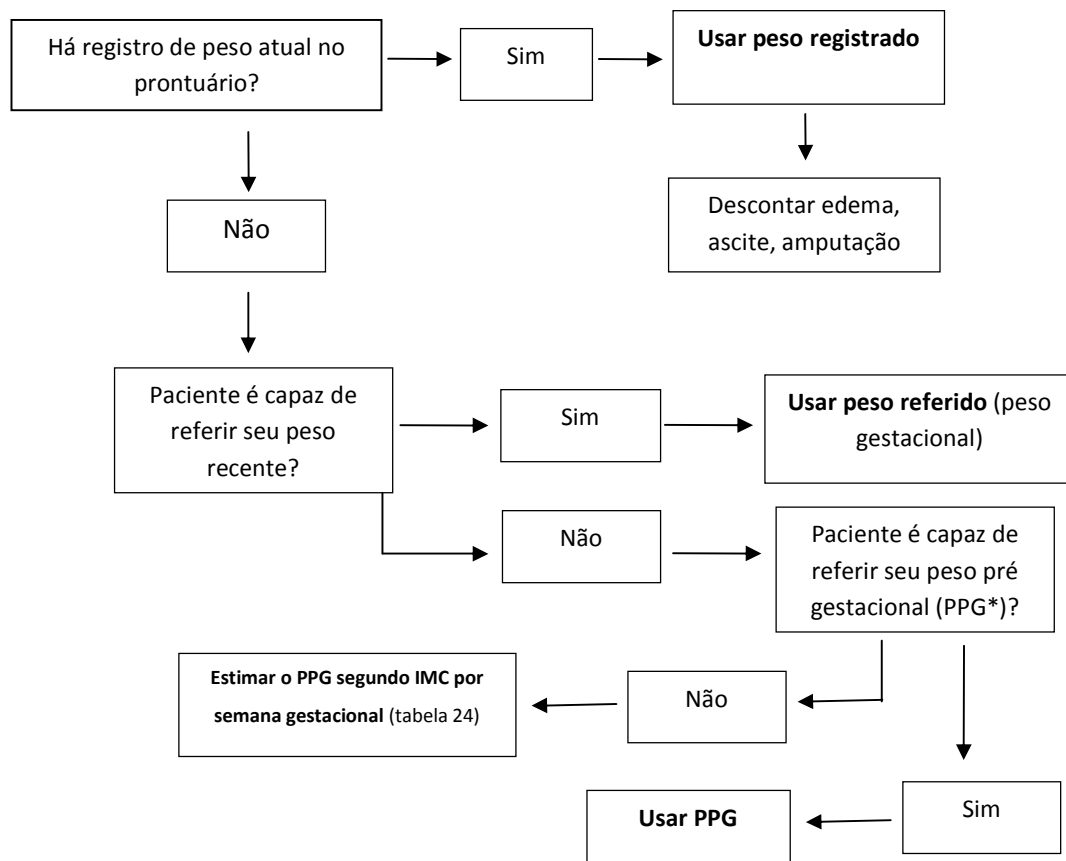 Há registro de peso atual no
prontuário?
Sim
Usar peso registrado
Descontar edema,
ascite, amputação
Não
Paciente é capaz de
referir seu peso
recente?
Sim
Usar peso referido (peso
gestacional)
Não
Paciente é capaz de
referir seu peso pré
gestacional (PPG*)?
Não
Estimar o PPG segundo IMC por
semana gestacional (tabela 24)
Sim
Usar PPG